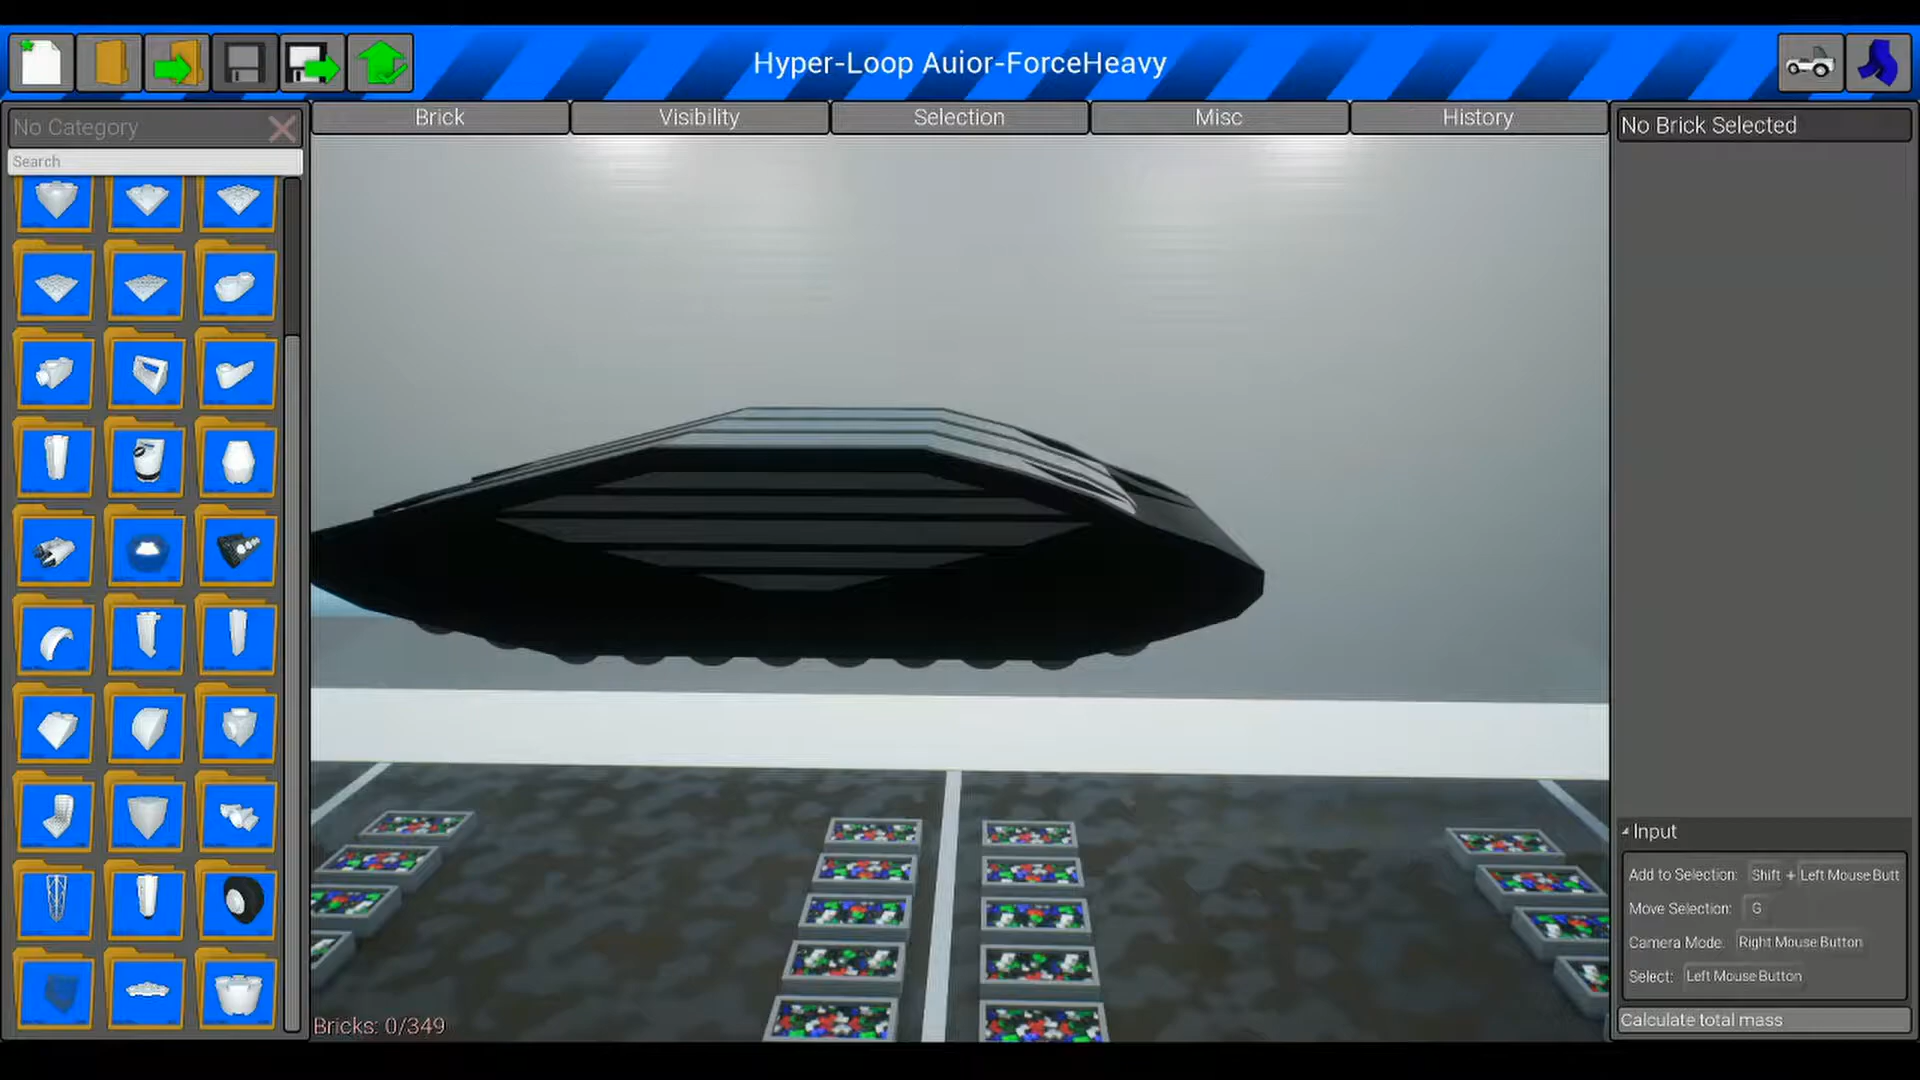 Hyper-Loop Auior-ForceHeavy
No Category
Search
Brick
Visibility
Selection
Misc
History
No Brick Selected
Input
Add to Selection: Shift + Left Mouse Butt
Move Selection: G
Camera Mode: Right Mouse Button
Select: Left Mouse Button
Calculate total mass
Bricks: 0/349